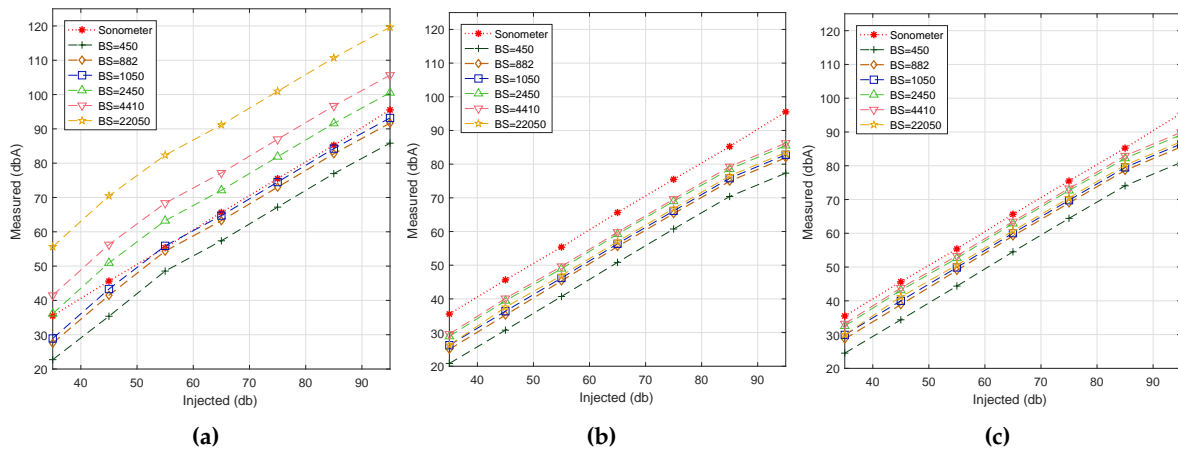 Measured (dbA)
120
110
100
90
80
70
60
50
40
30
20
Sonometer
BS=450
BS=882
BS=1050
BS=2450
BS=4410
BS=22050
40 50 60 70 80 90
Injected (db)
(a)
Measured (dbA)
120
110
100
90
80
70
60
50
40
30
20
Sonometer
BS=450
BS=882
BS=1050
BS=2450
BS=4410
BS=22050
40 50 60 70 80 90
Injected (db)
(b)
Measured (dbA)
120
110
100
90
80
70
60
50
40
30
20
Sonometer
BS=450
BS=882
BS=1050
BS=2450
BS=4410
BS=22050
40 50 60 70 80 90
Injected (db)
(c)